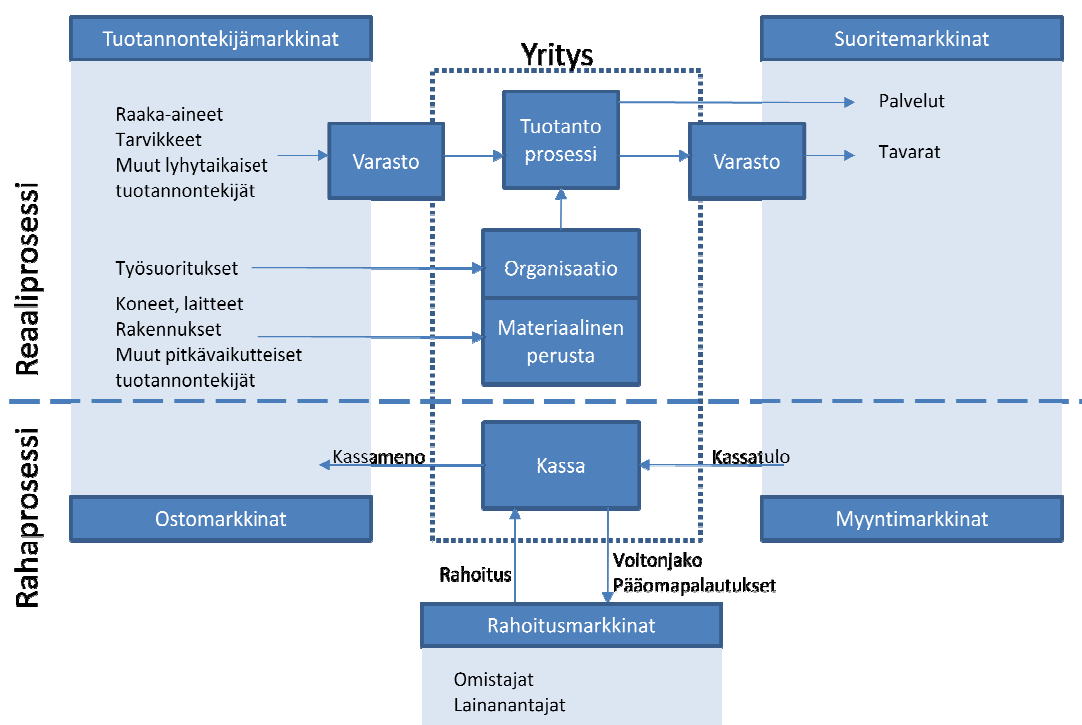 Tuotannontekijämarkkinat
Yritys
Suoritemarkkinat
Raaka-aineet
Tarvikkeet
Muut lyhytaikaiset
tuotannontekijät
Varasto
Tuotanto
prosessi
Varasto
Palvelut
Tavarat
Reaaliprosessi
Työsuoritukset
Organisaatio
Koneet, laitteet
Rakennukset
Muut pitkävaikutteiset
tuotannontekijät
Materiaalinen
perusta
Rahaprosessi
Kassameno
Kassa
Kassatulo
Ostomarkkinat
Myyntimarkkinat
Rahoitus
Voitonjako
Pääomapalautukset
Rahoitusmarkkinat
Omistajat
Lainanantajat